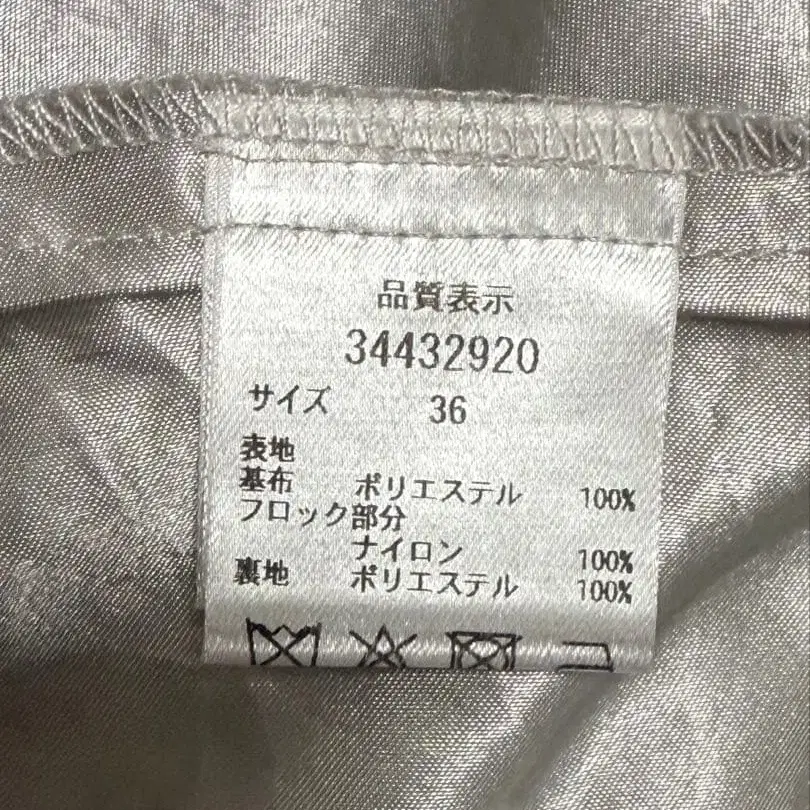 品質表示
34432920
サイズ 36
表地
基布 ポリエステル 100%
フロック部分
ナイロン 100%
裏地 ポリエステル 100%